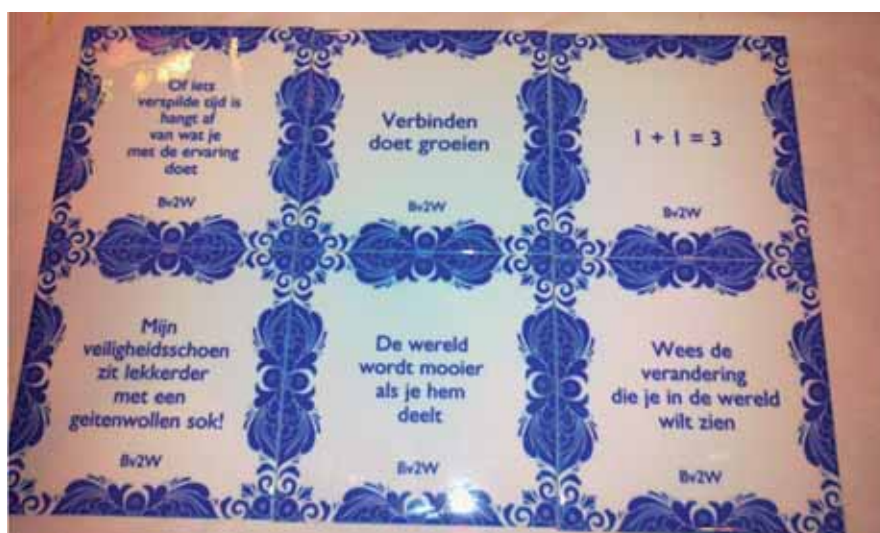 Of iets
verspilde tijd is
hangt af
van wat je
met de ervaring
doet
Bv2W
Verbinden
doet groeien
Bv2W
1 + 1 = 3
Bv2W
Mijn
veiligheidsschoen
zit lekkerder
met een
geitenwollen sok!
Bv2W
De wereld
wordt mooier
als je hem
deelt
Bv2W
Wees de
verandering
die je in de wereld
wilt zien
Bv2W